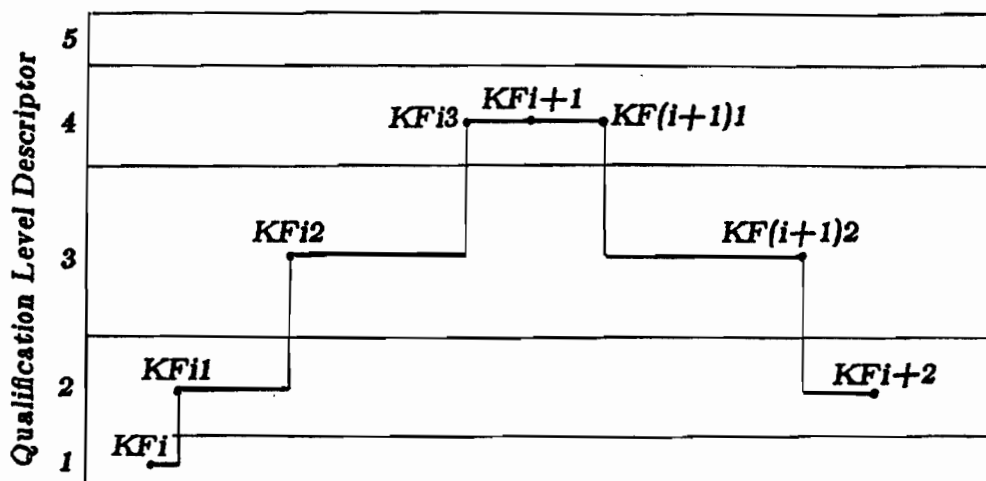 Qualification Level Descriptor
5
4
3
2
1
KFi3
KFi+1
KF(i+1)1
KFi2
KF(i+1)2
KFi1
KFi+2
KFi